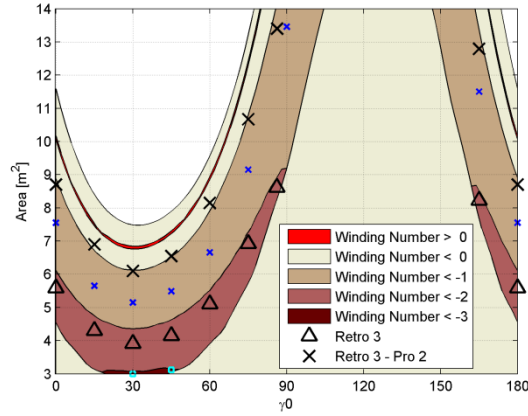 14
13
12
11
10
9
8
7
6
5
4
3
Area [m²]
0
30
60
90
120
150
180
γ0
Winding Number > 0
Winding Number < 0
Winding Number < -1
Winding Number < -2
Winding Number < -3
Retro 3
Retro 3 - Pro 2